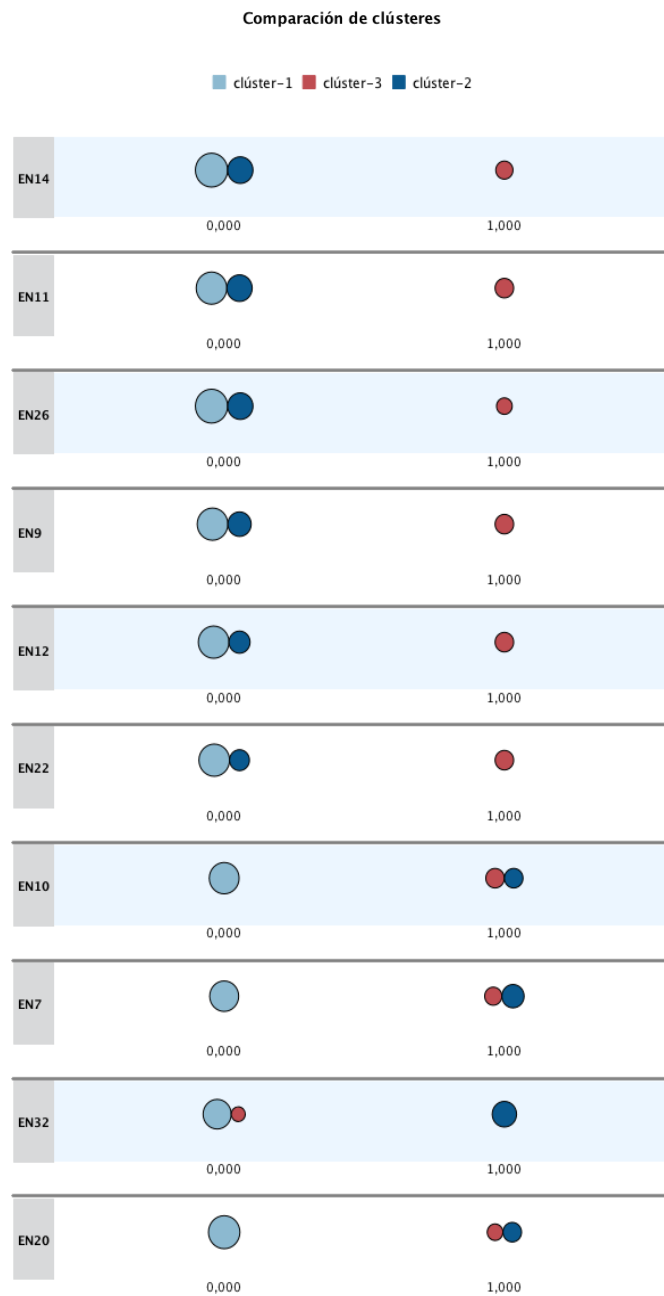 Comparación de clústeres
clúster-1 clúster-3 clúster-2
EN14
0,000 1,000
EN11
0,000 1,000
EN26
0,000 1,000
EN9
0,000 1,000
EN12
0,000 1,000
EN22
0,000 1,000
EN10
0,000 1,000
EN7
0,000 1,000
EN32
0,000 1,000
EN20
0,000 1,000